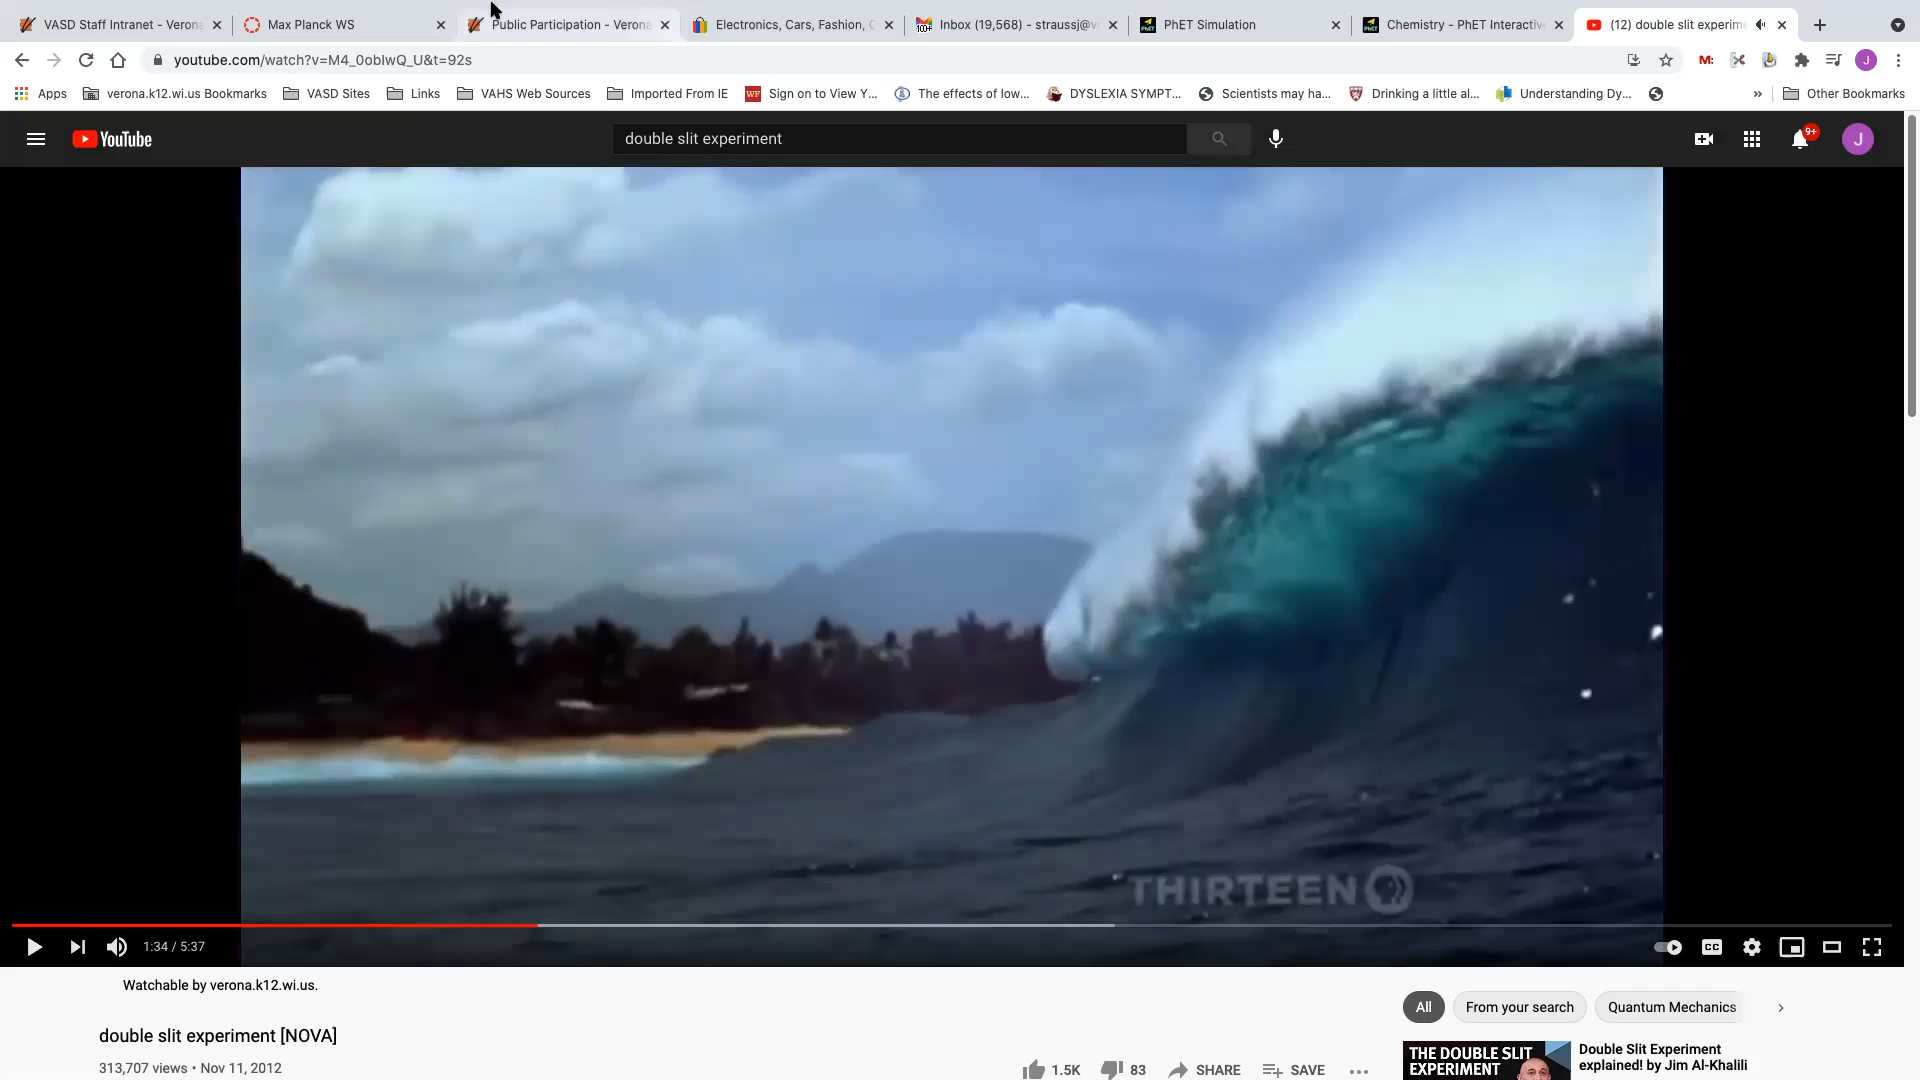 VASD Staff Intranet - Verona
Max Planck WS
Public Participation - Verona
Electronics, Cars, Fashion, C
Inbox (19,568) - straussj@v
PhET Simulation
Chemistry - PhET Interactive
(12) double slit experim
youtube.com/watch?v=M4_0obIwQ_U&t=92s
M:
J
Apps
verona.k12.wi.us Bookmarks
VASD Sites
Links
VAHS Web Sources
Imported From IE
WF
Sign on to View Y...
The effects of low...
DYSLEXIA SYMPT...
Scientists may ha...
Drinking a little al...
Understanding Dy...
»
Other Bookmarks
YouTube
double slit experiment
9+
J
THIRTEEN
1:34 / 5:37
CC
Watchable by verona.k12.wi.us.
All
From your search
Quantum Mechanics
double slit experiment [NOVA]
313,707 views • Nov 11, 2012
1.5K
83
SHARE
SAVE
THE DOUBLE SLIT
EXPERIMENT
Double Slit Experiment
explained! by Jim Al-Khalili